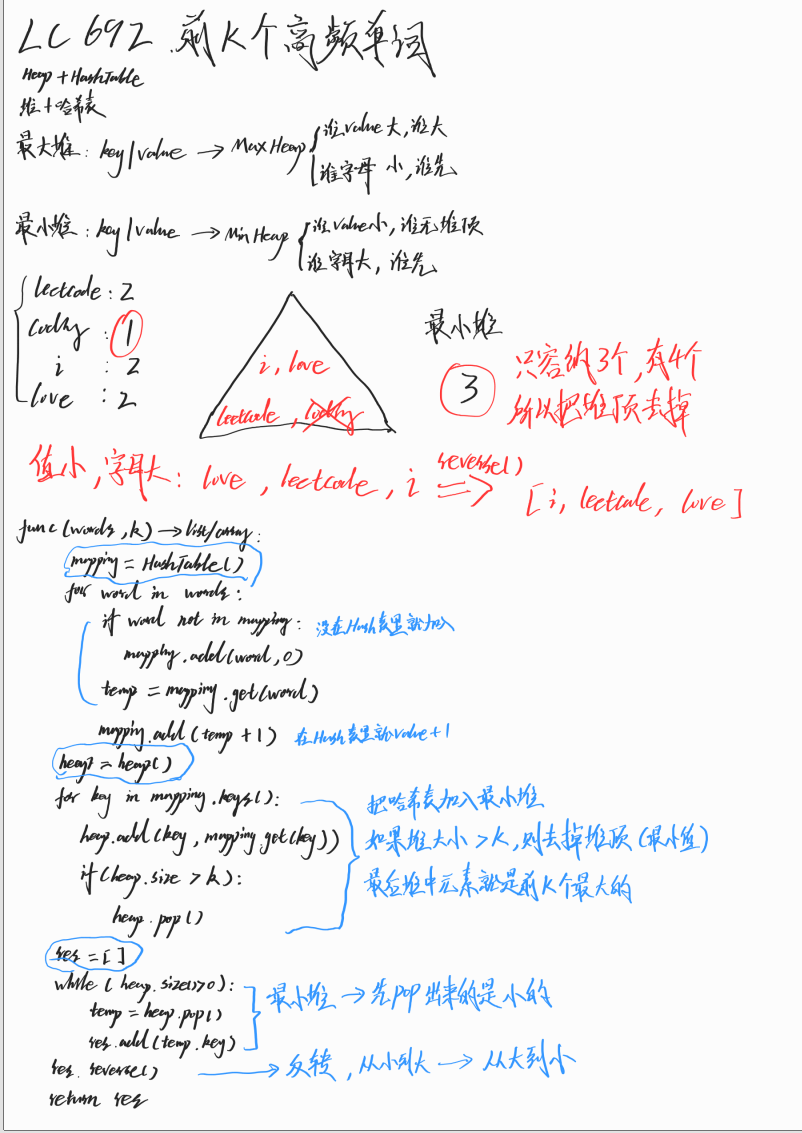 LC 692 .前K个高频单词
Heap + HashTable
堆+哈希表
最大堆: key/value → Max Heap { 谁value大,谁大
谁字母 小,谁先
最小堆: key/value → Min Heap { 谁value小,谁先堆顶
谁字母大,谁先
leetcode : 2
coding : 1
i : 2
love : 2
i, love
leetcode, coding
最小堆
3
只容纳3个,有4个
所以把堆顶去掉
值小,字母大: love, leetcode, i reverse() ⇒ [i, leetcode, love]
func(words,k) → list/array:
mapping = HashTable()
for word in words:
if word not in mapping: 没在Hash表里就加入
mapping.add(word,0)
temp = mapping.get(word)
mapping.add(temp+1) 在Hash表里就value+1
heap = heap()
for key in mapping.keys():
heap.add(key, mapping.get(key))
if(heap.size > k):
heap.pop()
把哈希表加入最小堆
如果堆大小 > K,则去掉堆顶(最小值)
最后堆中元素就是前K个最大的
res = []
while (heap.size()>0):
temp = heap.pop()
res.add(temp.key)
最小堆 → 先pop出来的是小的
res.reverse() → 反转,从小到大 → 从大到小
return res